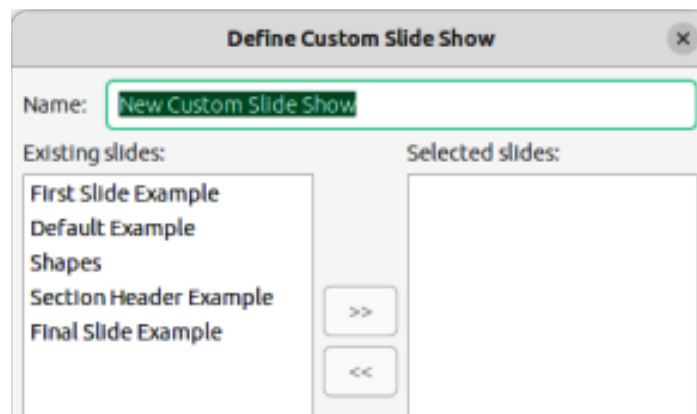 Define Custom Slide Show
Name: New Custom Slide Show
Existing slides:
Selected slides:
First Slide Example
Default Example
Shapes
Section Header Example
Final Slide Example
>>
<<